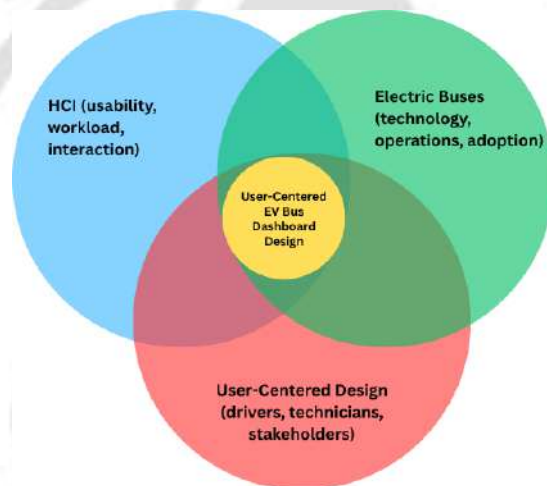 HCI (usability,
workload,
interaction)
Electric Buses
(technology,
operations, adoption)
User-Centered
EV Bus
Dashboard
Design
User-Centered Design
(drivers, technicians,
stakeholders)